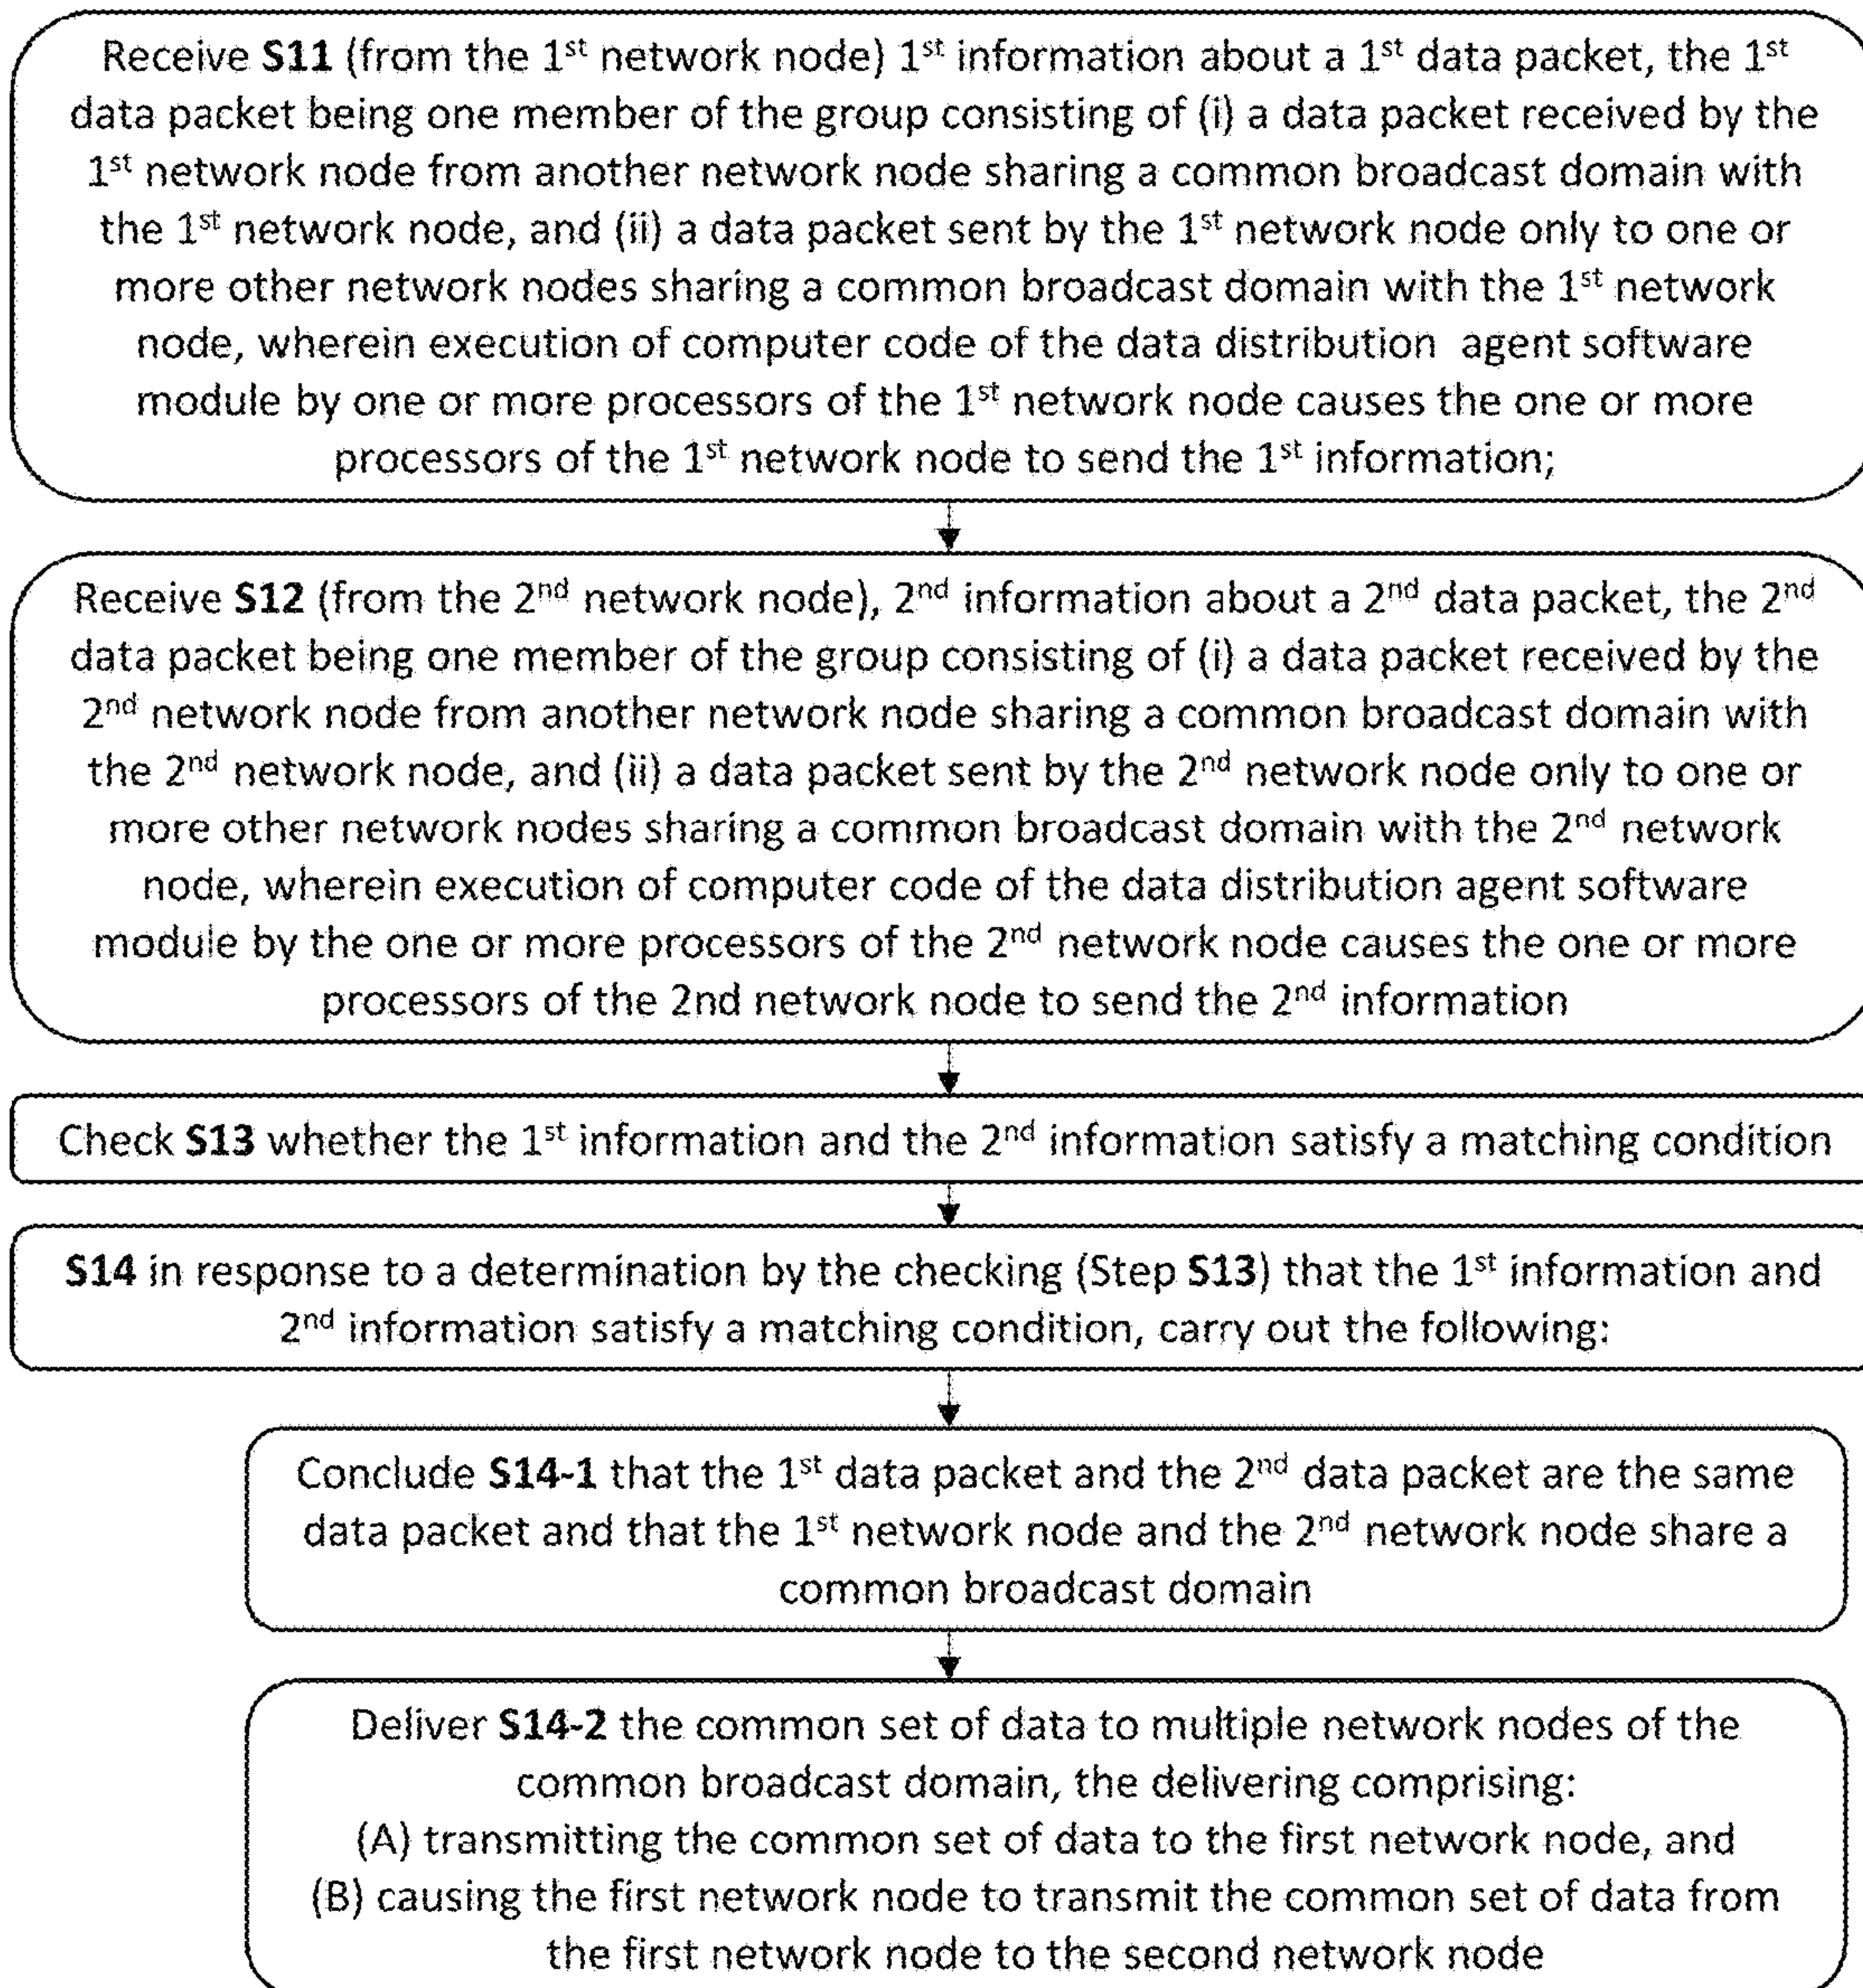 Receive S11 (from the 1st network node) 1st information about a 1st data packet, the 1st
data packet being one member of the group consisting of (i) a data packet received by the
1st network node from another network node sharing a common broadcast domain with
the 1st network node, and (ii) a data packet sent by the 1st network node only to one or
more other network nodes sharing a common broadcast domain with the 1st network
node, wherein execution of computer code of the data distribution agent software
module by one or more processors of the 1st network node causes the one or more
processors of the 1st network node to send the 1st information;
Receive S12 (from the 2nd network node), 2nd information about a 2nd data packet, the 2nd
data packet being one member of the group consisting of (i) a data packet received by the
2nd network node from another network node sharing a common broadcast domain with
the 2nd network node, and (ii) a data packet sent by the 2nd network node only to one or
more other network nodes sharing a common broadcast domain with the 2nd network
node, wherein execution of computer code of the data distribution agent software
module by the one or more processors of the 2nd network node causes the one or more
processors of the 2nd network node to send the 2nd information
Check S13 whether the 1st information and the 2nd information satisfy a matching condition
S14 in response to a determination by the checking (Step S13) that the 1st information and
2nd information satisfy a matching condition, carry out the following:
Conclude S14-1 that the 1st data packet and the 2nd data packet are the same
data packet and that the 1st network node and the 2nd network node share a
common broadcast domain
Deliver S14-2 the common set of data to multiple network nodes of the
common broadcast domain, the delivering comprising:
(A) transmitting the common set of data to the first network node, and
(B) causing the first network node to transmit the common set of data from
the first network node to the second network node